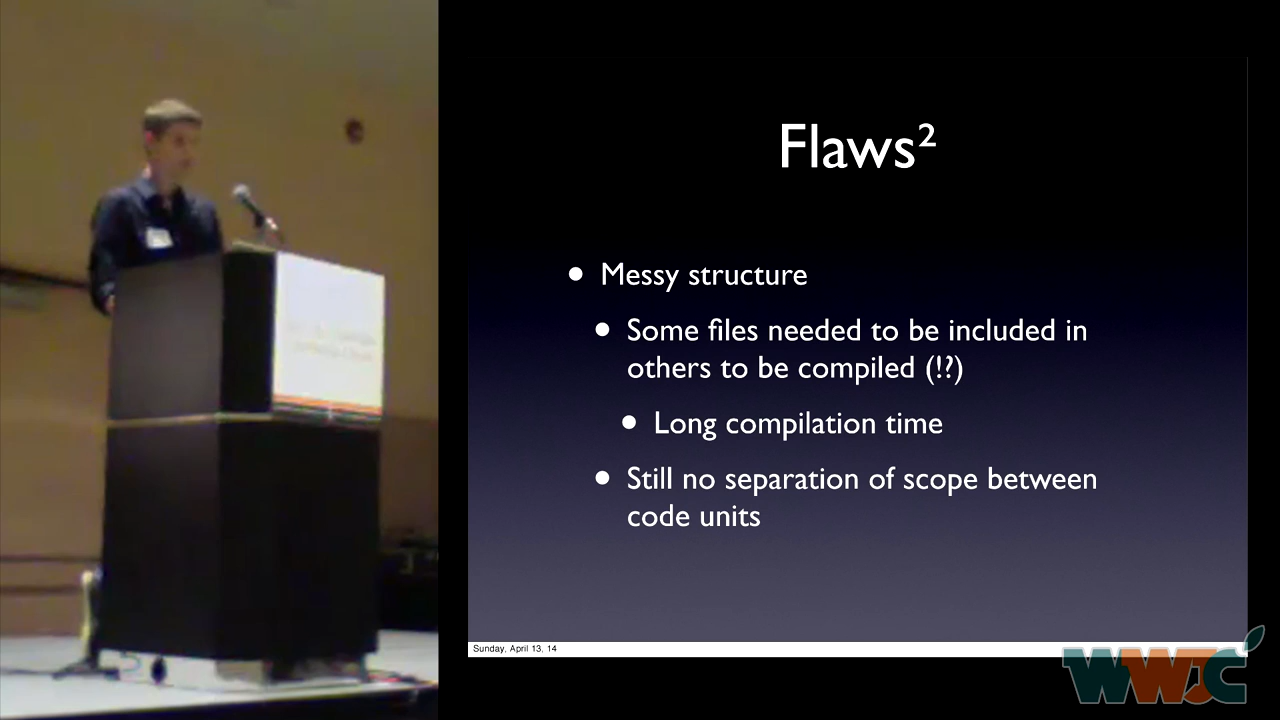 Flaws²
• Messy structure
• Some files needed to be included in
others to be compiled (!?)
• Long compilation time
• Still no separation of scope between
code units
Sunday, April 13, 14
WWJC